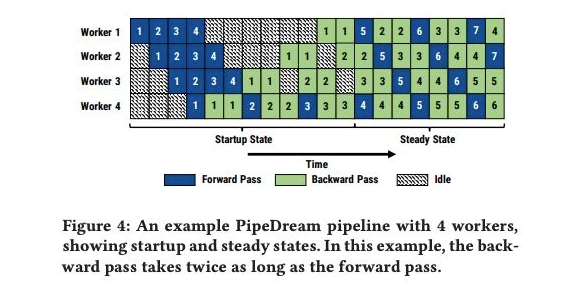 Worker 1 1 2 3 4 1 1 5 2 2 6 3 3 7 4
Worker 2 1 2 3 4 1 1 2 2 5 3 3 6 4 4 7
Worker 3 1 2 3 4 1 1 2 2 3 3 5 4 4 6 5 5
Worker 4 1 1 1 2 2 2 3 3 3 4 4 4 5 5 5 6 6
Startup State Steady State
Time
Forward Pass Backward Pass Idle
Figure 4: An example PipeDream pipeline with 4 workers,
showing startup and steady states. In this example, the back-
ward pass takes twice as long as the forward pass.